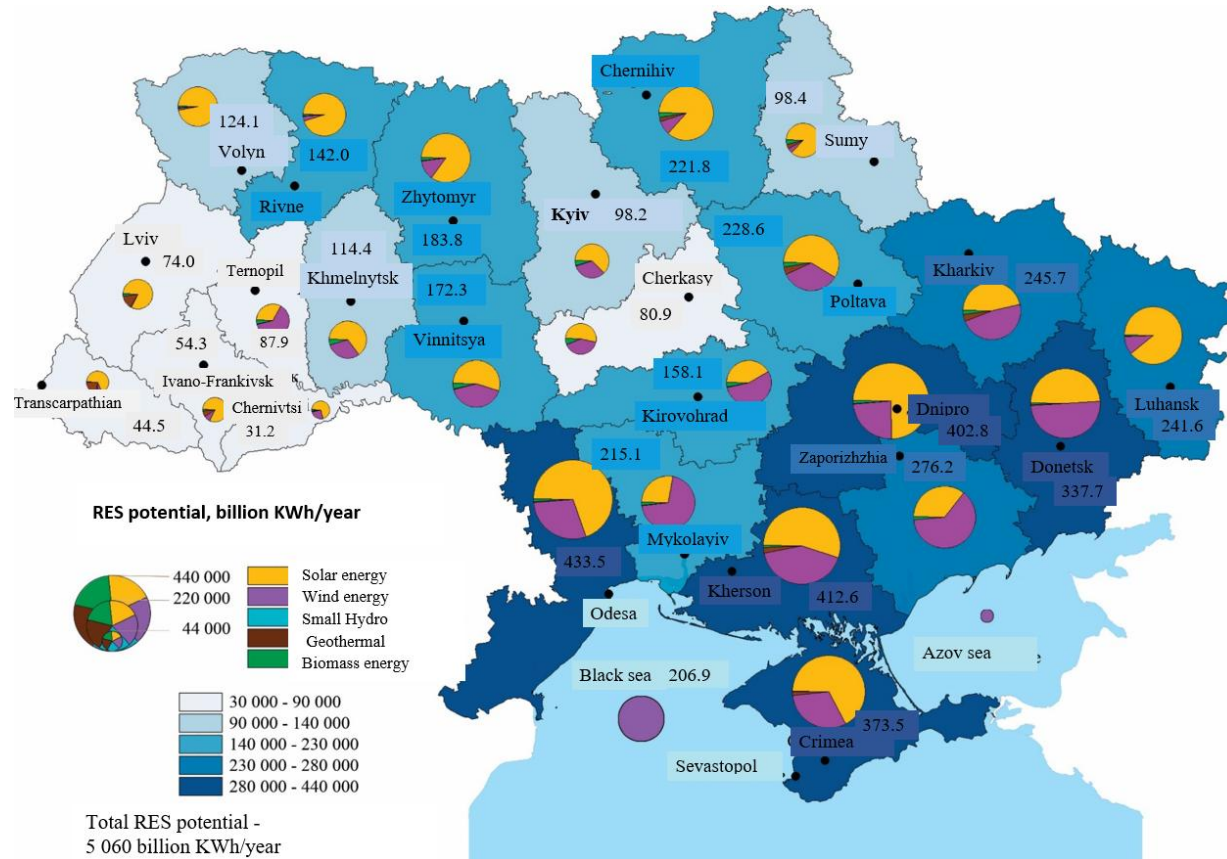 Chernihiv
98.4
124.1
Volyn
142.0
Sumy
221.8
Zhytomyr
Rivne
Kyiv 98.2
228.6
183.8
Lviv
74.0
Ternopil
114.4
Khmelnytsk
172.3
Cherkasy
80.9
Kharkiv
245.7
Poltava
Vinnitsya
54.3
87.9
158.1
Ivano-Frankivsk
Transcarpathian
Chernivtsi
44.5
31.2
Kirovohrad
Dnipro
402.8
Luhansk
241.6
215.1
Zaporizhzhia
276.2
Donetsk
337.7
RES potential, billion KWh/year
Mykolayiv
433.5
Kherson
412.6
440 000
220 000
44 000
Solar energy
Wind energy
Small Hydro
Geothermal
Biomass energy
Odesa
Azov sea
Black sea 206.9
30 000 - 90 000
90 000 - 140 000
140 000 - 230 000
230 000 - 280 000
280 000 - 440 000
373.5
Crimea
Sevastopol
Total RES potential -
5 060 billion KWh/year